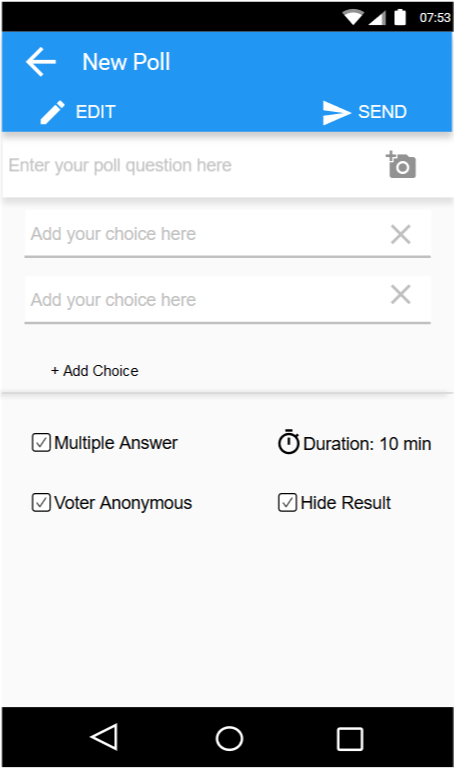 07:53
New Poll
EDIT
SEND
Enter your poll question here
Add your choice here
Add your choice here
+ Add Choice
Multiple Answer
Duration: 10 min
Voter Anonymous
Hide Result